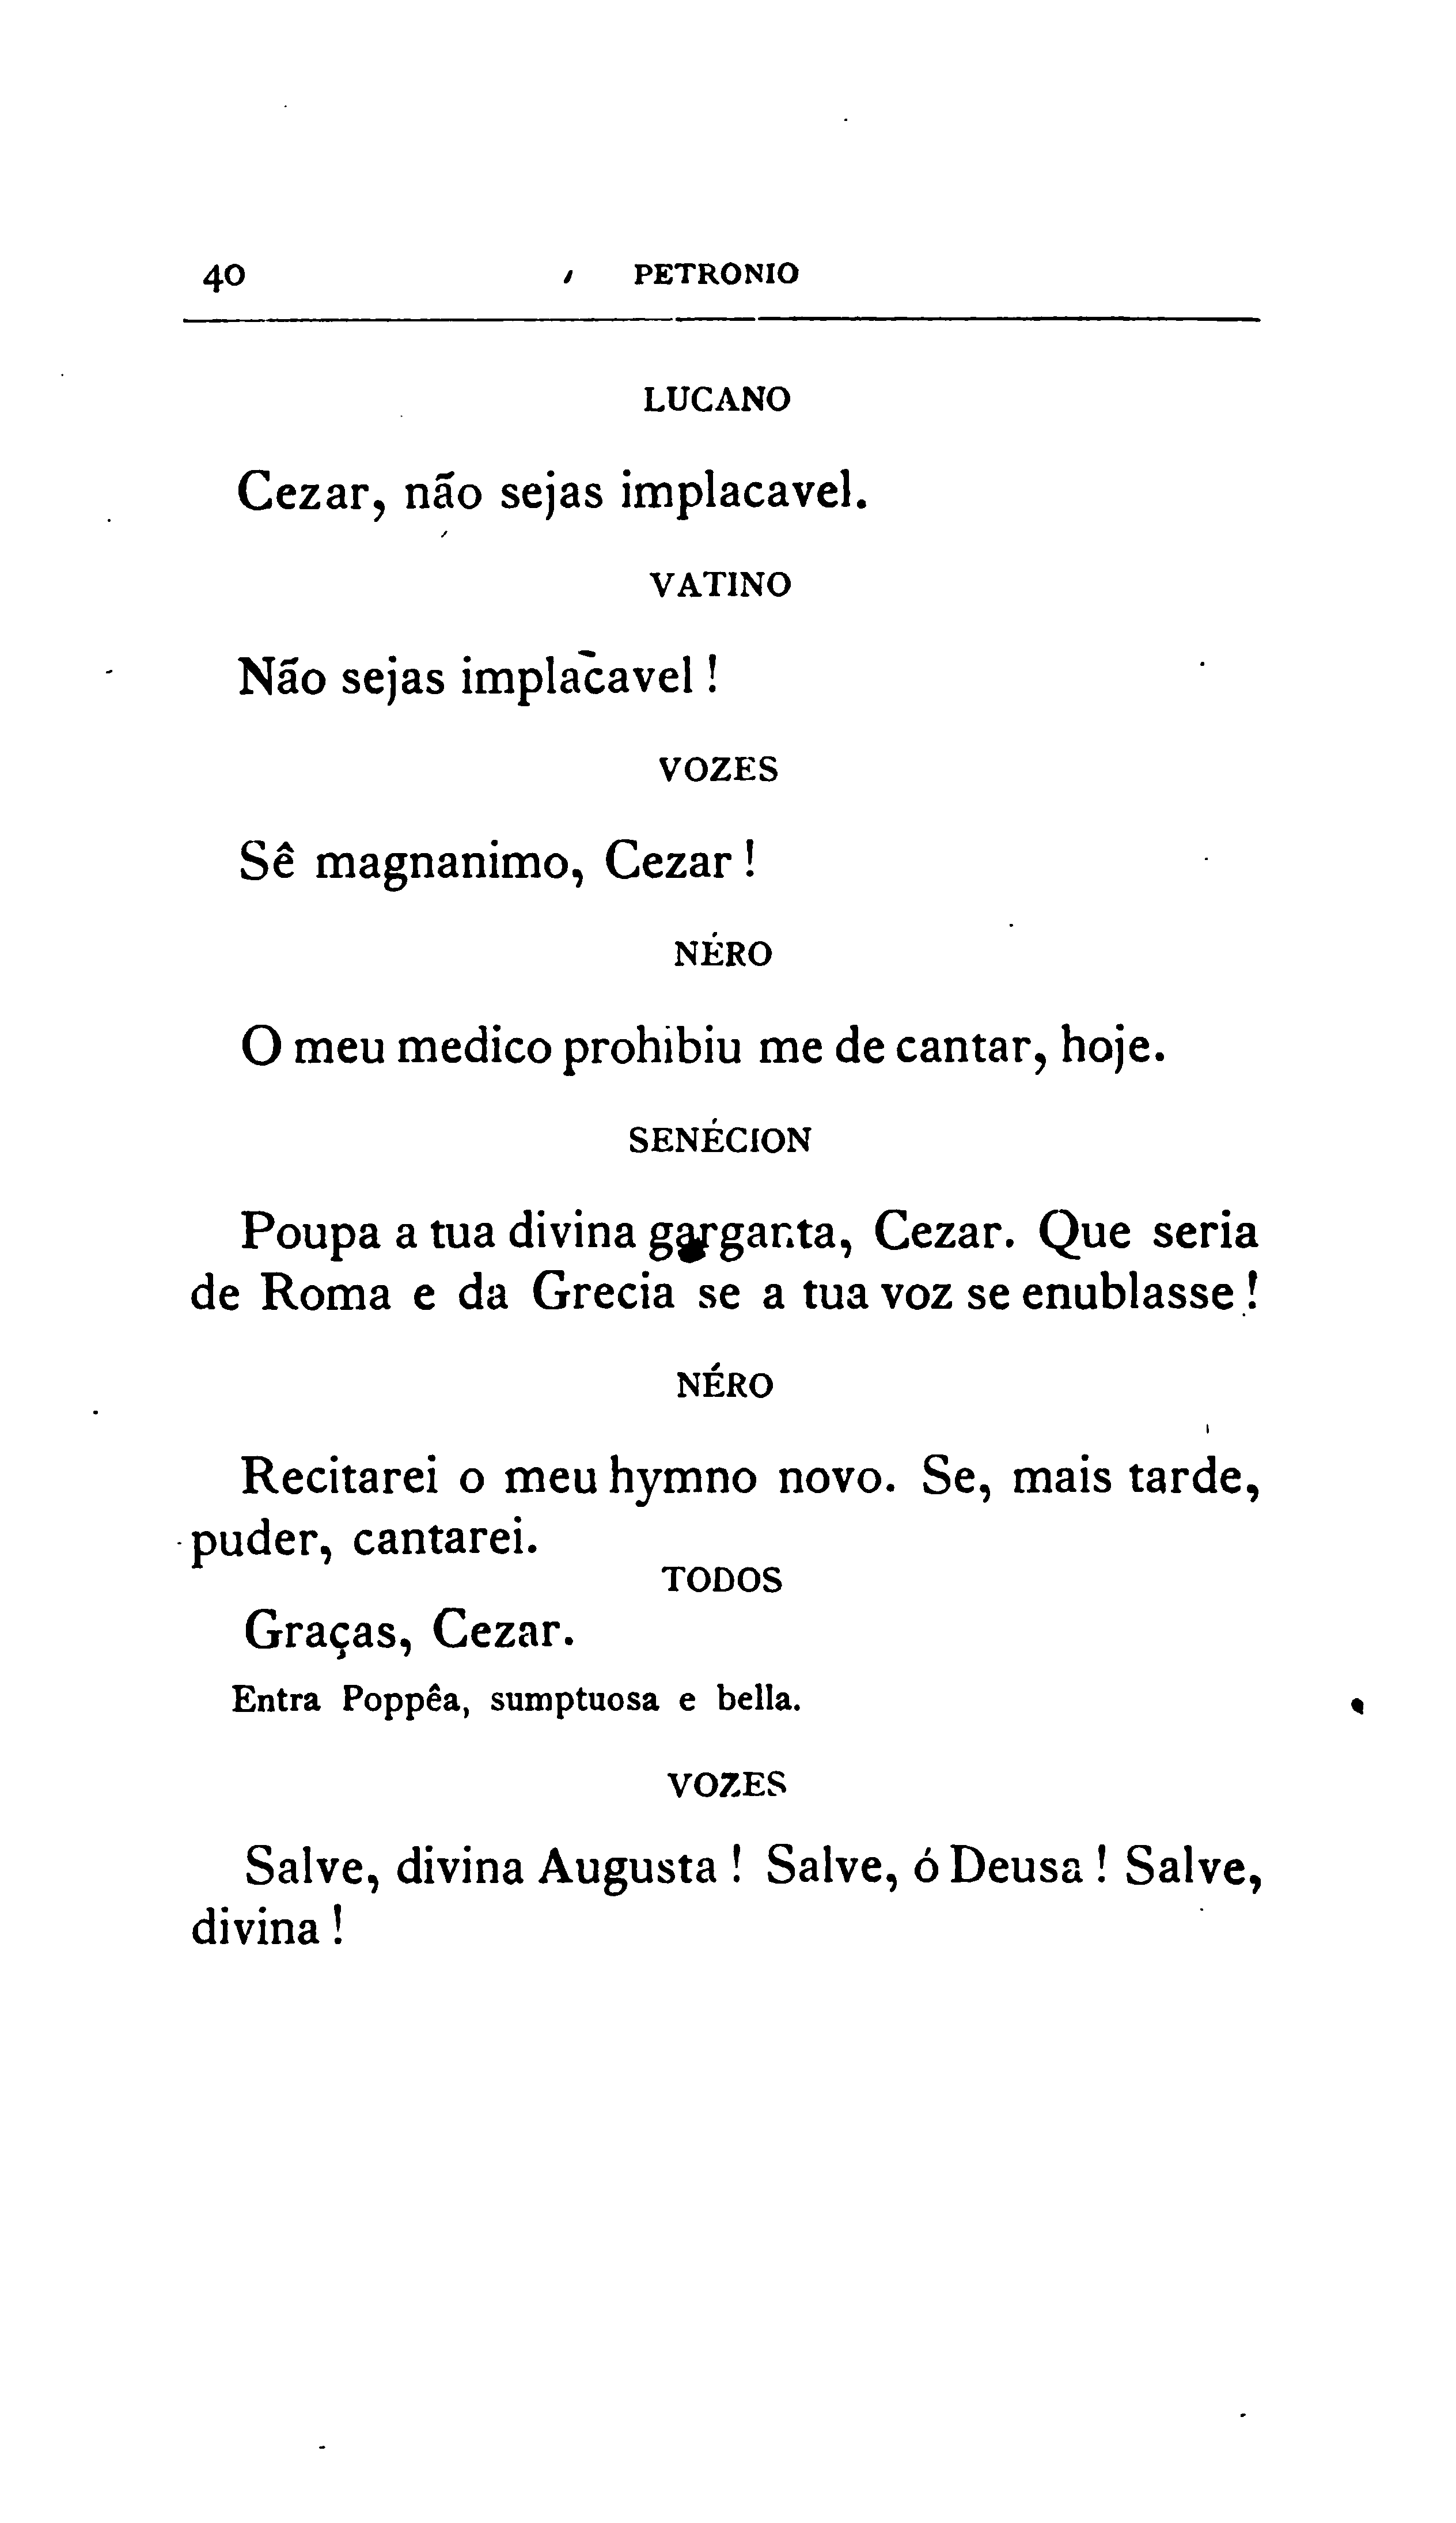 40 PETRONIO
LUCANO
Cezar, não sejas implacavel.
VATINO
Não sejas implacavel !
VOZES
Sê magnanimo, Cezar !
NÉRO
O meu medico prohibiu me de cantar, hoje.
SENÉCION
Poupa a tua divina garganta, Cezar. Que seria
de Roma e da Grecia se a tua voz se enublasse !
NÉRO
Recitarei o meu hymno novo. Se, mais tarde,
puder, cantarei.
TODOS
Graças, Cezar.
Entra Poppêa, sumptuosa e bella.
VOZES
Salve, divina Augusta ! Salve, ó Deusa ! Salve,
divina !